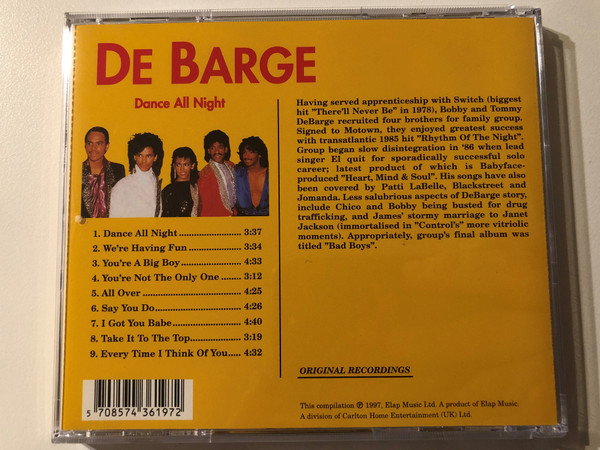 DE BARGE
Dance All Night
1. Dance All Night ...................... 3:37
2. We're Having Fun .................. 3:34
3. You're A Big Boy .................... 4:33
4. You're Not The Only One ....... 3:12
5. All Over .................................. 4:25
6. Say You Do ............................. 4:26
7. I Got You Babe ........................ 4:40
8. Take It To The Top .................. 3:19
9. Every Time I Think Of You ..... 4:32
Having served apprenticeship with Switch (biggest
hit "There'll Never Be" in 1978), Bobby and Tommy
DeBarge recruited four brothers for family group.
Signed to Motown, they enjoyed greatest success
with transatlantic 1985 hit "Rhythm Of The Night".
Group began slow disintegration in '86 when lead
singer El quit for sporadically successful solo
career; latest product of which is Babyface-
produced "Heart, Mind & Soul". His songs have also
been covered by Patti LaBelle, Blackstreet and
Jomanda. Less salubrious aspects of DeBarge story,
include Chico and Bobby being busted for drug
trafficking, and James' stormy marriage to Janet
Jackson (immortalised in "Control's" more vitriolic
moments). Appropriately, group's final album was
titled "Bad Boys".
ORIGINAL RECORDINGS
This compilation ℗ 1997, Elap Music Ltd. A product of Elap Music.
A division of Carlton Home Entertainment (UK) Ltd.
5 708574 361972